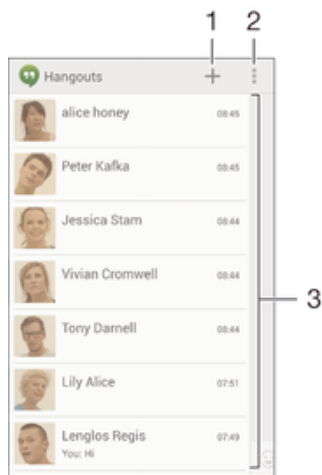 1 2
Hangouts
alice honey 08:45
Peter Kafka 08:45
Jessica Stam 08:44
Vivian Cromwell 08:44
3
Tony Darnell 08:44
Lily Alice 07:51
Lenglos Regis 07:49
You: Hi